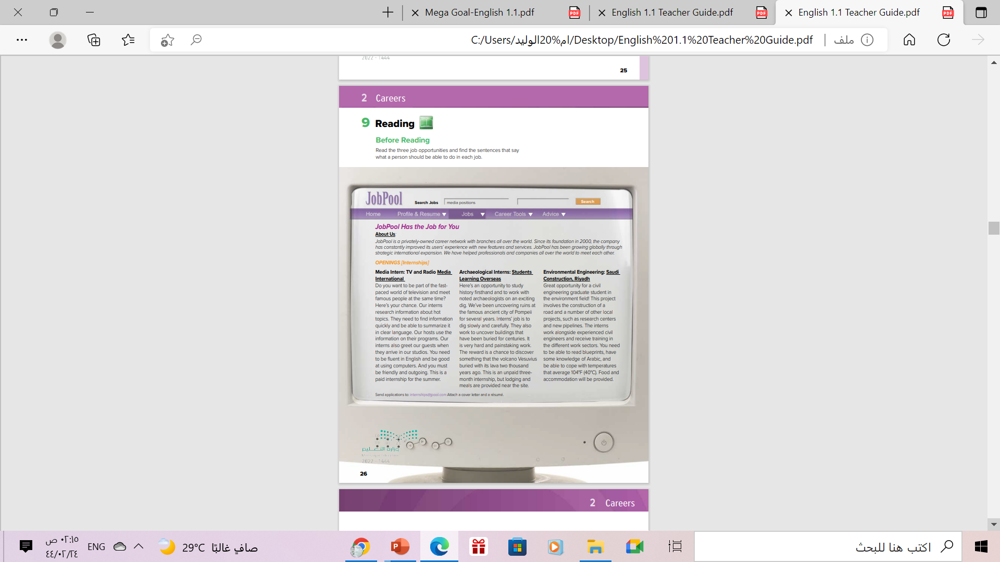 Mega Goal-English 1.1.pdf
English 1.1 Teacher Guide.pdf
English 1.1 Teacher Guide.pdf
C:/Users/ام%20الوليد/Desktop/English%201.1%20Teacher%20Guide.pdf
ملف
2022 - 1444
25
2 Careers
9 Reading
Before Reading
Read the three job opportunities and find the sentences that say
what a person should be able to do in each job.
JobPool
Search Jobs
media positions
Search
Home Profile & Resume Jobs Career Tools Advice
JobPool Has the Job for You
About Us:
JobPool is a privately-owned career network with branches all over the world. Since its foundation in 2000, the company
has constantly improved its users' experience with new features and services. JobPool has been growing globally through
strategic international expansion. We have helped professionals and companies all over the world to meet each other.
OPENINGS [Internships]
Media Intern: TV and Radio Media
International
Do you want to be part of the fast-
paced world of television and meet
famous people at the same time?
Here's your chance. Our interns
research information about hot
topics. They need to find information
quickly and be able to summarize it
in clear language. Our hosts use the
information on their programs. Our
interns also greet our guests when
they arrive in our studios. You need
to be fluent in English and be good
at using computers. And you must
be friendly and outgoing. This is a
paid internship for the summer.
Archaeological Interns: Students
Learning Overseas
Here's an opportunity to study
history firsthand and to work with
noted archaeologists on an exciting
dig. We've been uncovering ruins at
the famous ancient city of Pompeii
for several years. Interns' job is to
dig slowly and carefully. They also
work to uncover buildings that
have been buried for centuries. It
is very hard and painstaking work.
The reward is a chance to discover
something that the volcano Vesuvius
buried with its lava two thousand
years ago. This is an unpaid three-
month internship, but lodging and
meals are provided near the site.
Environmental Engineering: Saudi
Construction, Riyadh
Great opportunity for a civil
engineering graduate student in
the environment field! This project
involves the construction of a
road and a number of other local
projects, such as research centers
and new pipelines. The interns
work alongside experienced civil
engineers and receive training in
the different work sectors. You need
to be able to read blueprints, have
some knowledge of Arabic, and
be able to cope with temperatures
that average 104°F (40°C). Food and
accommodation will be provided.
Send applications to: internships@jpool.com Attach a cover letter and a résumé.
وزارة التعليم
2022 - 1444
26
2 Careers
٠٢:١٥ ص
٤٤/٠٢/٢٤
ENG
29°C صافٍ غالبًا
اكتب هنا للبحث